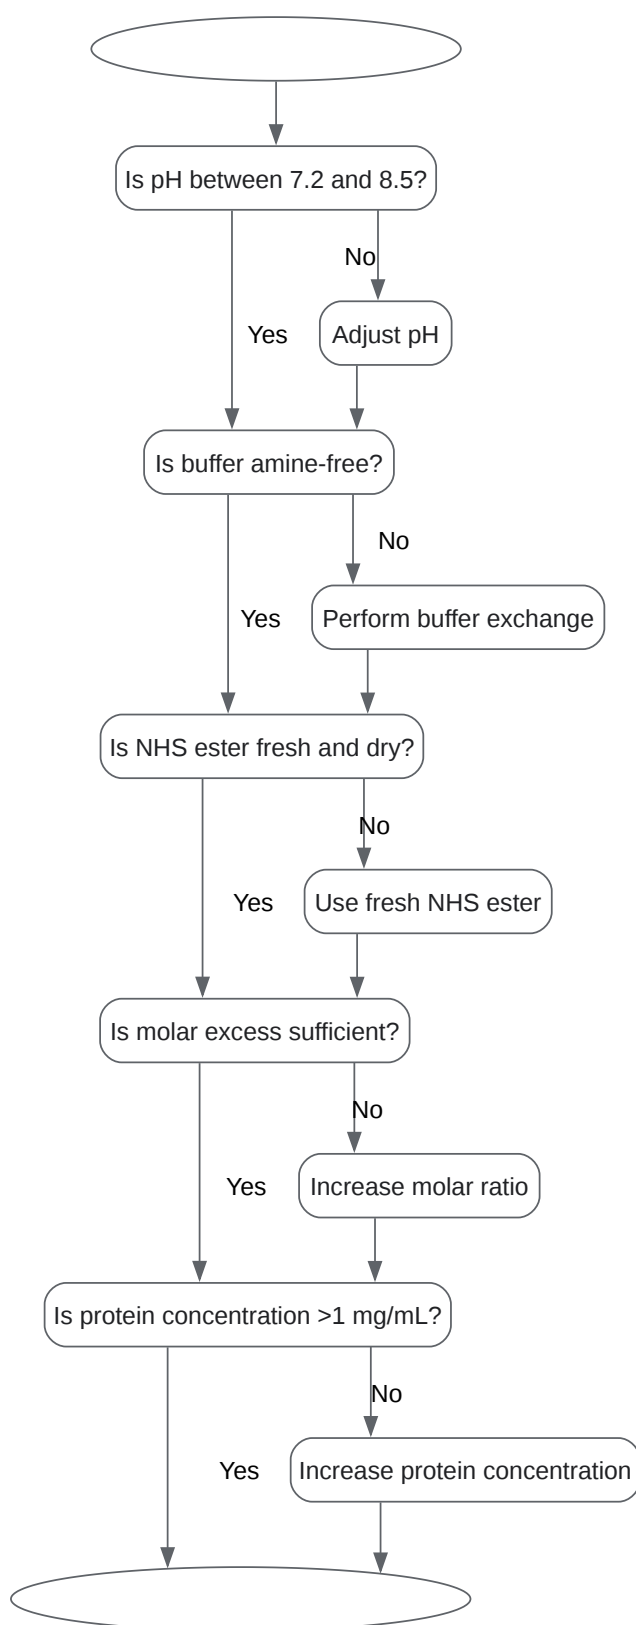 Is pH between 7.2 and 8.5?
No
Yes
Adjust pH
Is buffer amine-free?
No
Yes
Perform buffer exchange
Is NHS ester fresh and dry?
No
Yes
Use fresh NHS ester
Is molar excess sufficient?
No
Yes
Increase molar ratio
Is protein concentration >1 mg/mL?
No
Yes
Increase protein concentration